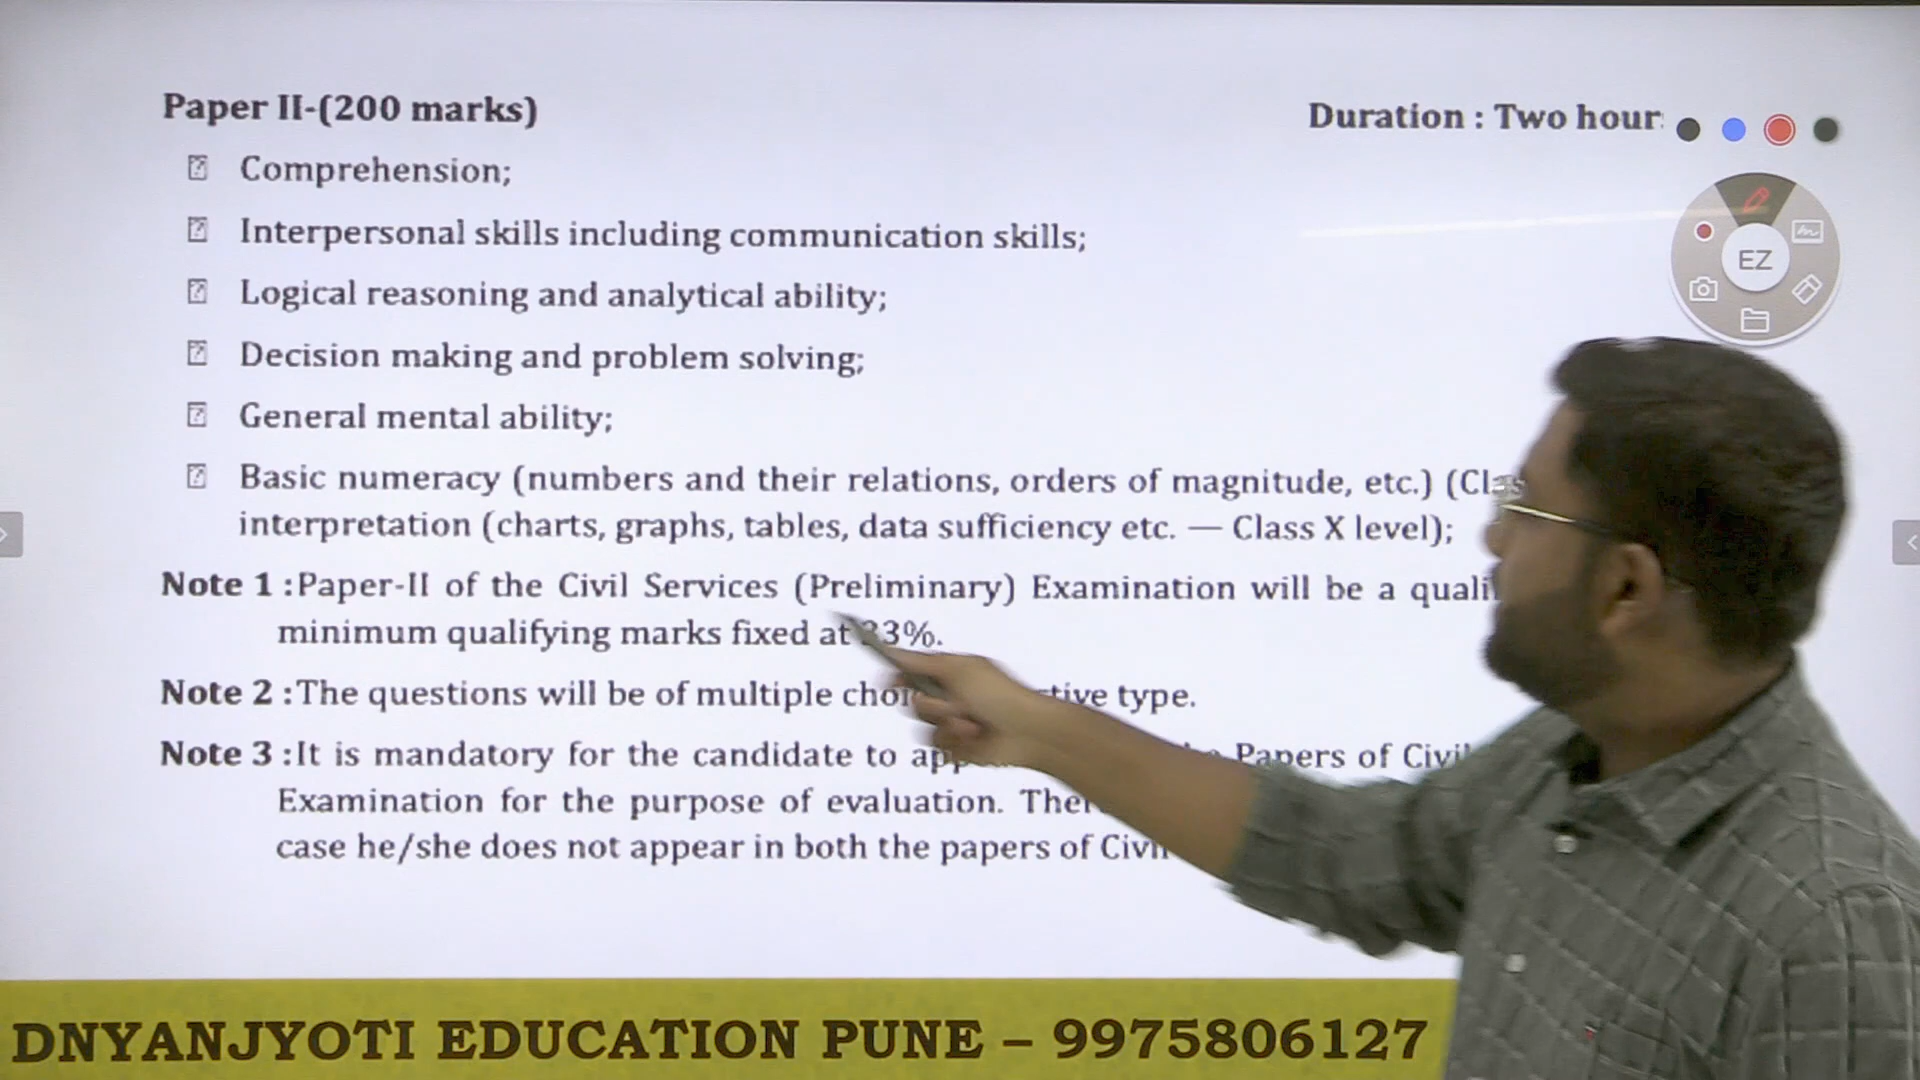 Paper II-(200 marks)
Duration : Two hour
EZ
Comprehension;
Interpersonal skills including communication skills;
Logical reasoning and analytical ability;
Decision making and problem solving;
General mental ability;
Basic numeracy (numbers and their relations, orders of magnitude, etc.)
interpretation (charts, graphs, tables, data sufficiency etc. — Class X level);
Note 1 :Paper-II of the Civil Services (Preliminary) Examination will be a
minimum qualifying marks fixed at 33%.
Note 2 :The questions will be of multiple type.
Note 3 :It is mandatory for the candidate to Papers of
Examination for the purpose of evaluation.
case he/she does not appear in both the papers of
DNYANJYOTI EDUCATION PUNE – 9975806127